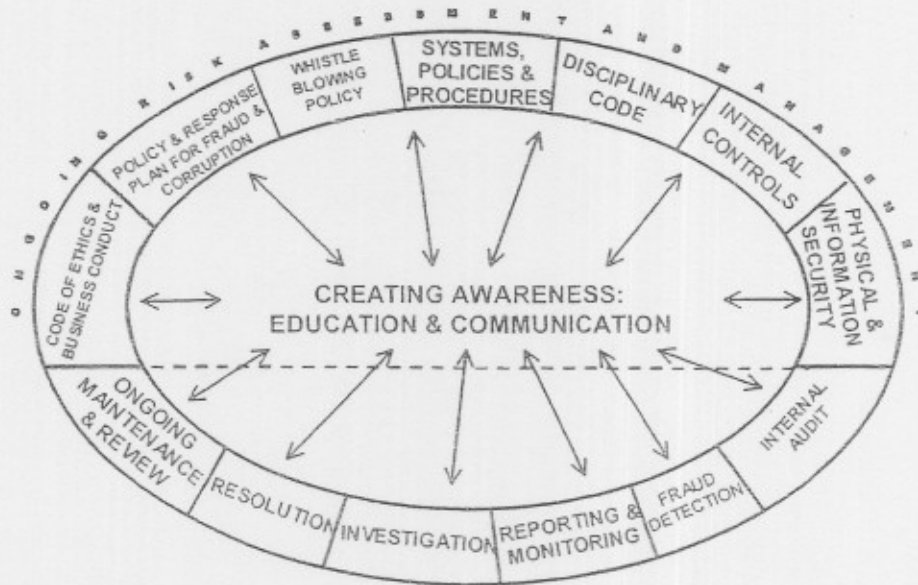 ONGOING RISK ASSESSMENT AND MANAGEMENT
CODE OF ETHICS &
BUSINESS CONDUCT
POLICY & RESPONSE
PLAN FOR FRAUD &
CORRUPTION
WHISTLE
BLOWING
POLICY
SYSTEMS,
POLICIES &
PROCEDURES
DISCIPLINARY
CODE
INTERNAL
CONTROLS
PHYSICAL &
INFORMATION
SECURITY
CREATING AWARENESS:
EDUCATION & COMMUNICATION
ONGOING
MAINTENANCE
& REVIEW
RESOLUTION
INVESTIGATION
REPORTING &
MONITORING
FRAUD
DETECTION
INTERNAL
AUDIT